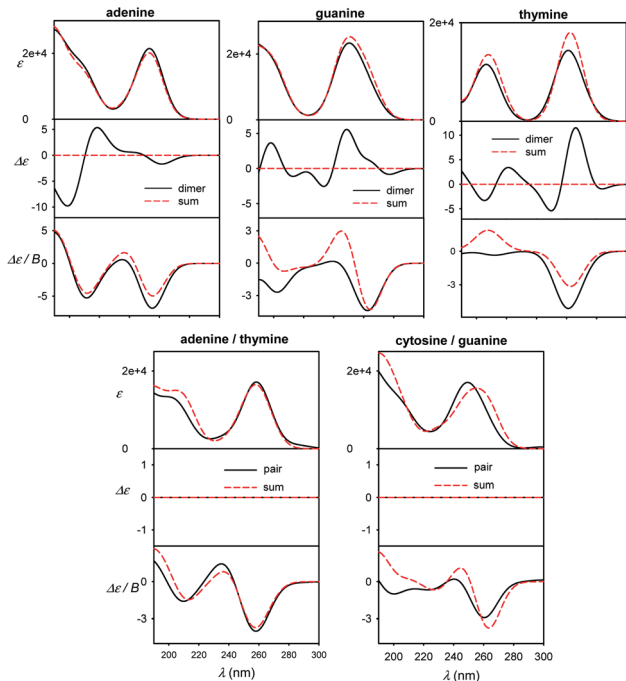 adenine
guanine
thymine
2e+4
2e+4
2e+4
ε
0
0
0
5
5
10
Δε
0
0
5
-5
0
-10
-5
-5
dimer
sum
dimer
sum
dimer
sum
5
3
0
Δε/B
0
0
-3
-5
-3
adenine / thymine
cytosine / guanine
2e+4
2e+4
ε
0
0
1
1
Δε
0
0
-1
-1
pair
sum
pair
sum
Δε/B
0
0
-3
-3
200 220 240 260 280 300
200 220 240 260 280 300
λ (nm)
λ (nm)